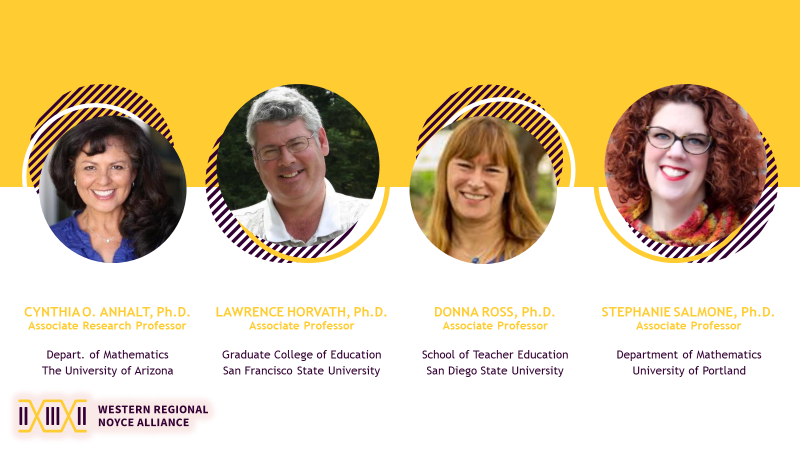 CYNTHIA O. ANHALT, Ph.D.
Associate Research Professor
Depart. of Mathematics
The University of Arizona
LAWRENCE HORVATH, Ph.D.
Associate Professor
Graduate College of Education
San Francisco State University
DONNA ROSS, Ph.D.
Associate Professor
School of Teacher Education
San Diego State University
STEPHANIE SALMONE, Ph.D.
Associate Professor
Department of Mathematics
University of Portland
WESTERN REGIONAL
NOYCE ALLIANCE